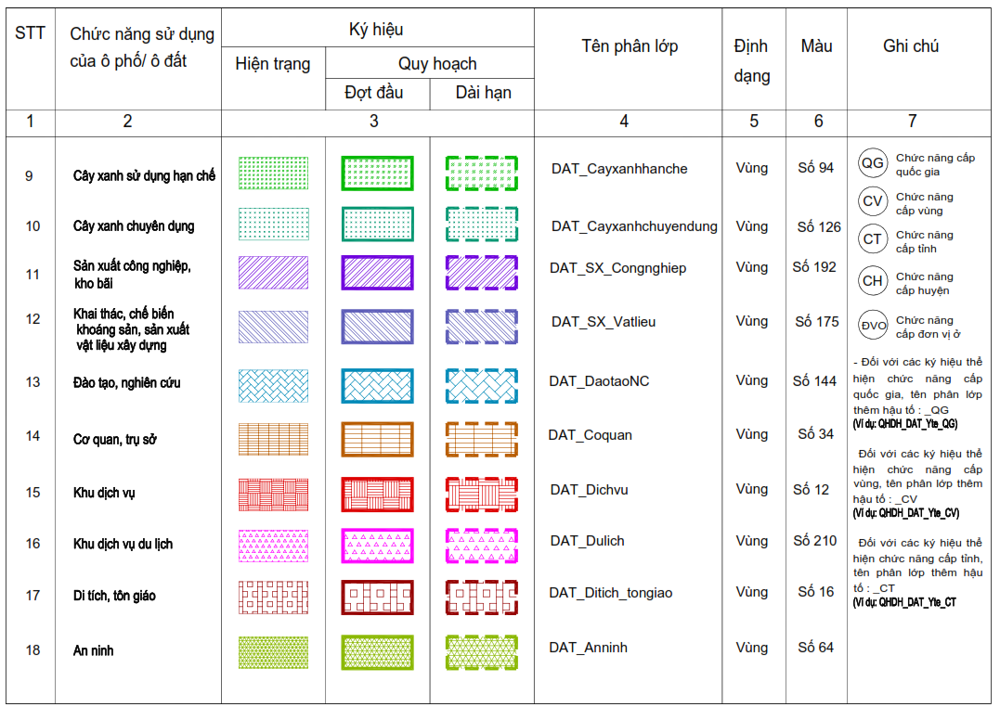 STT
Chức năng sử dụng
của ô phố/ ô đất
Ký hiệu
Hiện trạng
Quy hoạch
Đợt đầu
Dài hạn
Tên phân lớp
Định
dạng
Màu
Ghi chú
1
2
3
4
5
6
7
9
Cây xanh sử dụng hạn chế
DAT_Cayxanhhanche
Vùng
Số 94
10
Cây xanh chuyên dụng
DAT_Cayxanhchuyendung
Vùng
Số 126
11
Sản xuất công nghiệp,
kho bãi
DAT_SX_Congnghiep
Vùng
Số 192
12
Khai thác, chế biến
khoáng sản, sản xuất
vật liệu xây dựng
DAT_SX_Vatlieu
Vùng
Số 175
13
Đào tạo, nghiên cứu
DAT_DaotaoNC
Vùng
Số 144
14
Cơ quan, trụ sở
DAT_Coquan
Vùng
Số 34
15
Khu dịch vụ
DAT_Dichvu
Vùng
Số 12
16
Khu dịch vụ du lịch
DAT_Dulich
Vùng
Số 210
17
Di tích, tôn giáo
DAT_Ditich_tongiao
Vùng
Số 16
18
An ninh
DAT_Anninh
Vùng
Số 64
QG
Chức năng cấp
quốc gia
CV
Chức năng
cấp vùng
CT
Chức năng
cấp tỉnh
CH
Chức năng
cấp huyện
ĐVO
Chức năng
cấp đơn vị ở
- Đối với các ký hiệu thể
hiện chức năng cấp
quốc gia, tên phân lớp
thêm hậu tố : _QG
(Ví dụ: QHDH_DAT_Yte_QG)
Đối với các ký hiệu thể
hiện chức năng cấp
vùng, tên phân lớp thêm
hậu tố : _CV
(Ví dụ: QHDH_DAT_Yte_CV)
Đối với các ký hiệu thể
hiện chức năng cấp tỉnh,
tên phân lớp thêm hậu
tố : _CT
(Ví dụ: QHDH_DAT_Yte_CT